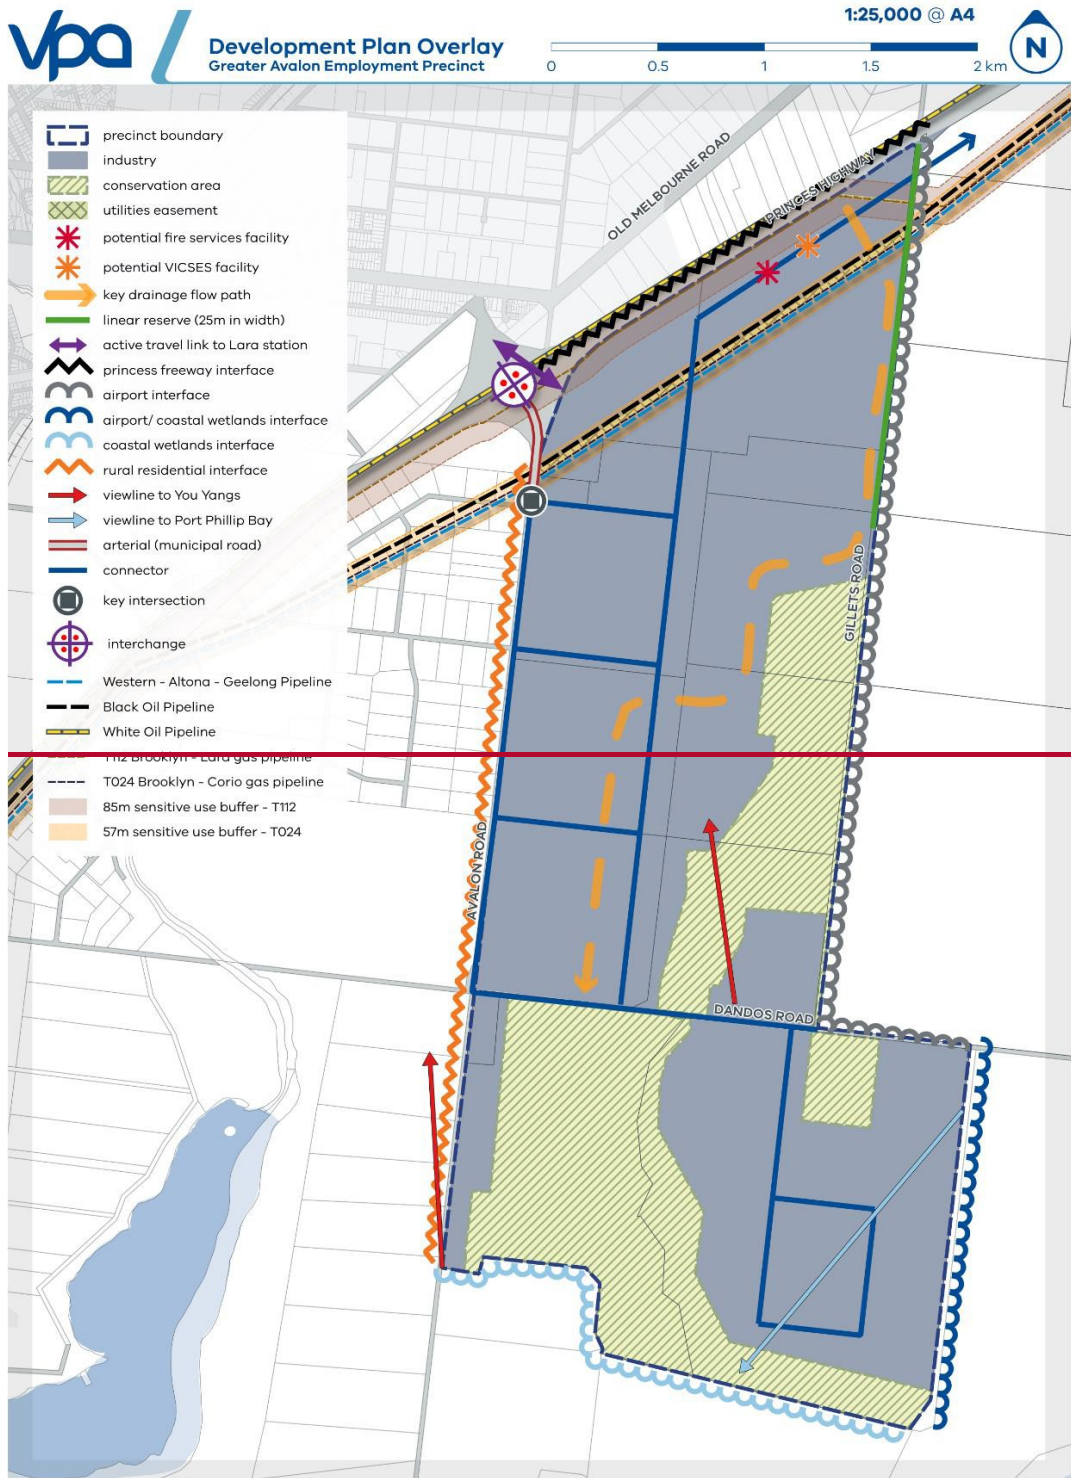 vpa
Development Plan Overlay
Greater Avalon Employment Precinct
1:25,000 @ A4
0 0.5 1 1.5 2 km
N
precinct boundary
industry
conservation area
utilities easement
potential fire services facility
potential VICSES facility
key drainage flow path
linear reserve (25m in width)
active travel link to Lara station
princess freeway interface
airport interface
airport/ coastal wetlands interface
coastal wetlands interface
rural residential interface
viewline to You Yangs
viewline to Port Phillip Bay
arterial (municipal road)
connector
key intersection
interchange
Western - Altona - Geelong Pipeline
Black Oil Pipeline
White Oil Pipeline
T112 Brooklyn - Lara gas pipeline
T024 Brooklyn - Corio gas pipeline
85m sensitive use buffer - T112
57m sensitive use buffer - T024
OLD MELBOURNE ROAD
PRINCES HIGHWAY
GILLETS ROAD
AVALON ROAD
DANDOS ROAD